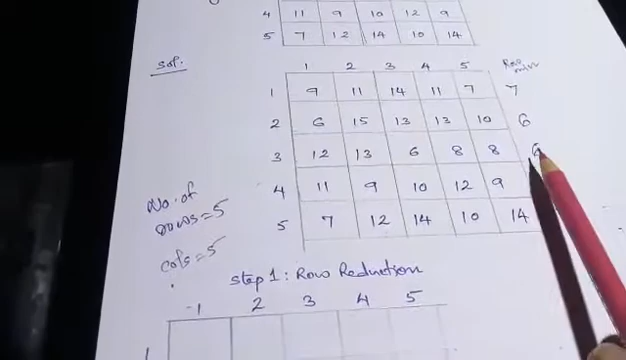 4 11 9 10 12 9
5 7 12 14 10 14
Sol.
1 2 3 4 5 Row min
1 9 11 14 11 7 7
2 6 15 13 13 10 6
3 12 13 6 8 8 6
4 11 9 10 12 9
5 7 12 14 10 14
No. of
rows = 5
cols = 5
Step 1: Row Reduction
1 2 3 4 5
1